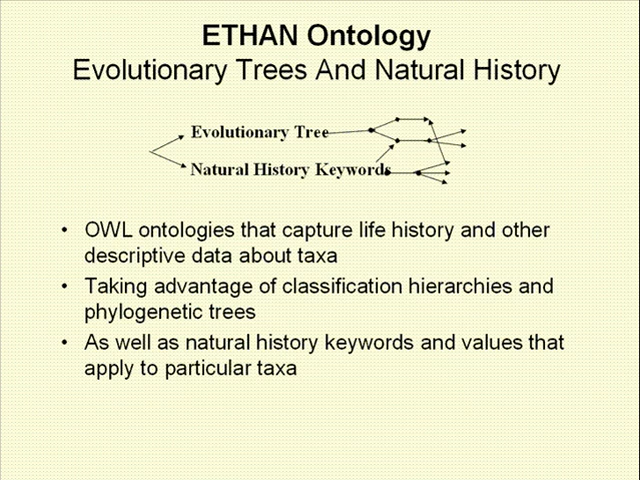 ETHAN Ontology
Evolutionary Trees And Natural History
Evolutionary Tree
Natural History Keywords
• OWL ontologies that capture life history and other
descriptive data about taxa
• Taking advantage of classification hierarchies and
phylogenetic trees
• As well as natural history keywords and values that
apply to particular taxa